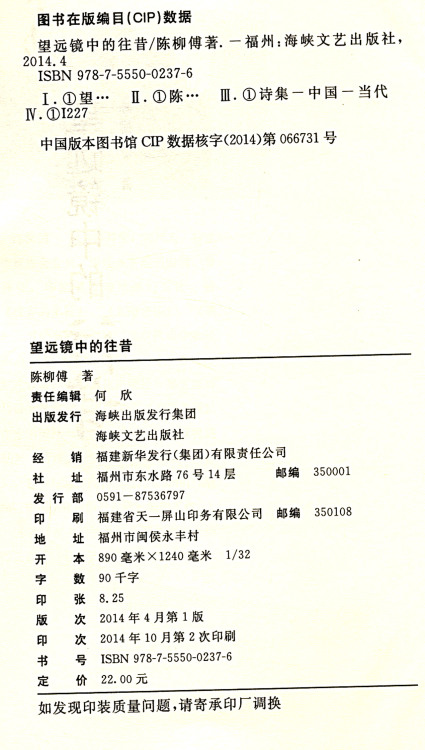 图书在版编目(CIP)数据
望远镜中的往昔/陈柳傅著. —福州:海峡文艺出版社,
2014.4
ISBN 978-7-5550-0237-6
Ⅰ.①望… Ⅱ.①陈… Ⅲ.①诗集－中国－当代
Ⅳ.①I227
中国版本图书馆 CIP 数据核字(2014)第 066731 号
望远镜中的往昔
陈柳傅 著
责任编辑 何 欣
出版发行 海峡出版发行集团
海峡文艺出版社
经 销 福建新华发行(集团)有限责任公司
社 址 福州市东水路 76 号 14 层 邮编 350001
发 行 部 0591－87536797
印 刷 福建省天一屏山印务有限公司 邮编 350108
地 址 福州市闽侯永丰村
开 本 890 毫米×1240 毫米 1/32
字 数 90 千字
印 张 8.25
版 次 2014 年 4 月第 1 版
印 次 2014 年 10 月第 2 次印刷
书 号 ISBN 978-7-5550-0237-6
定 价 22.00 元
如发现印装质量问题,请寄承印厂调换